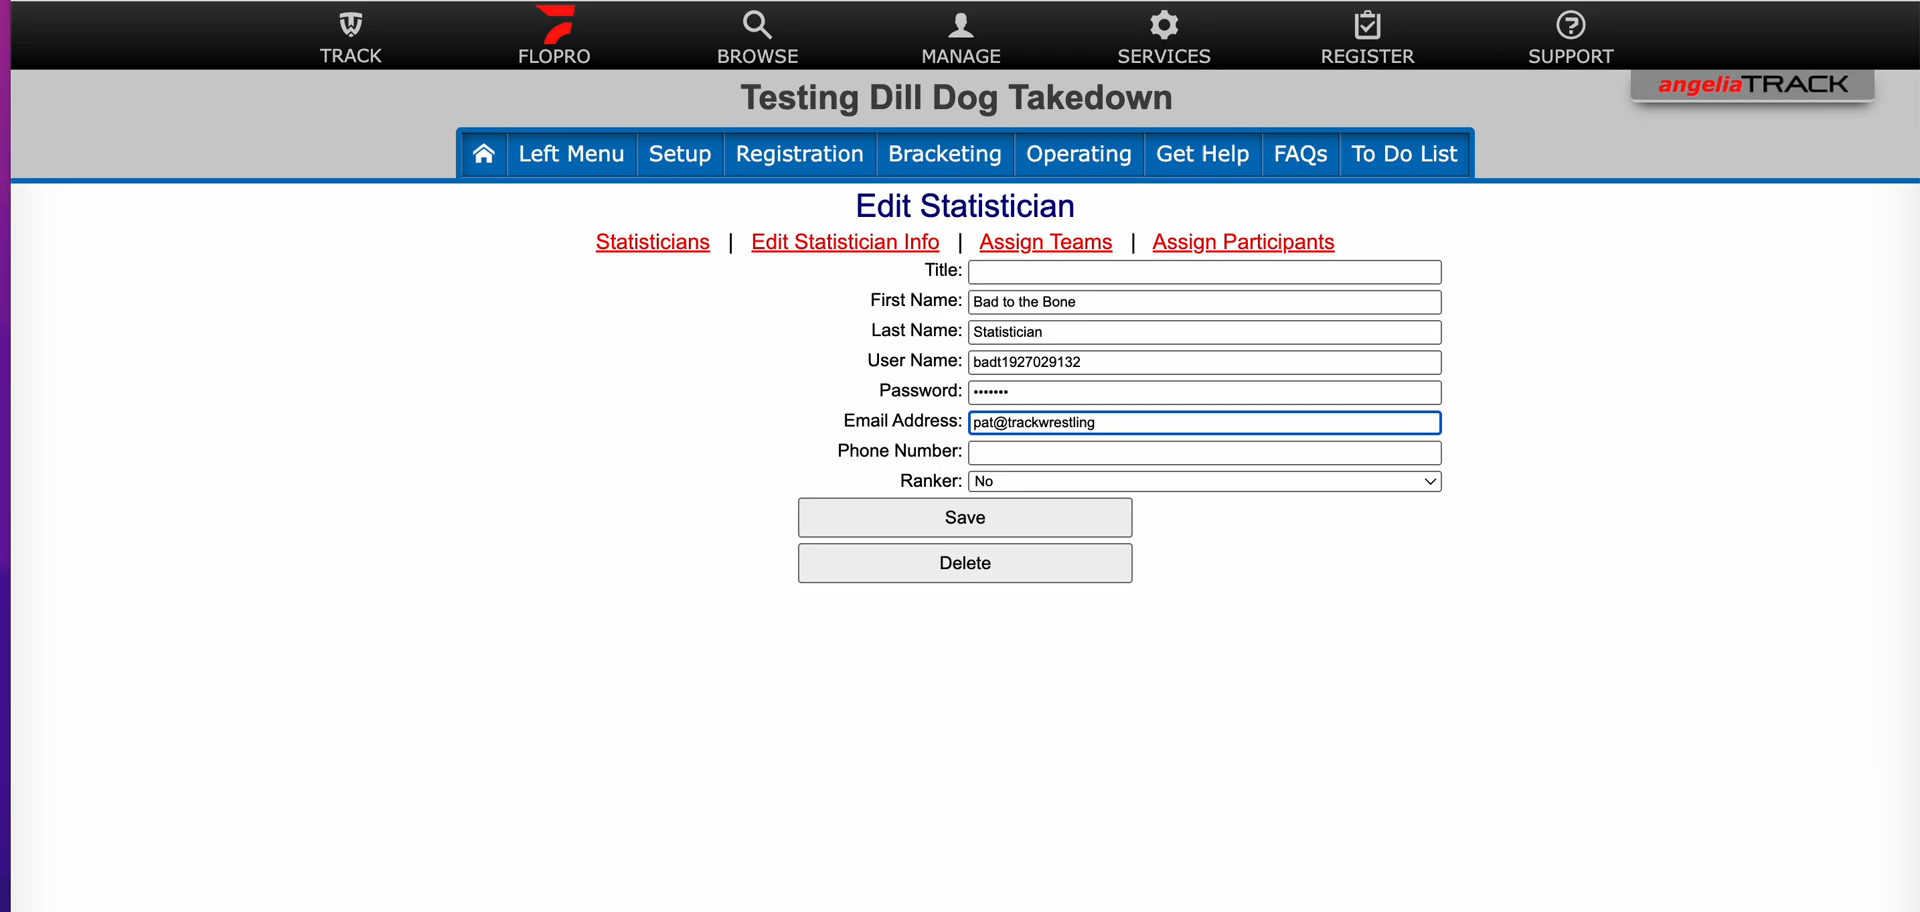 TRACK FLOPRO BROWSE MANAGE SERVICES REGISTER SUPPORT
angeliaTRACK
Testing Dill Dog Takedown
Left Menu Setup Registration Bracketing Operating Get Help FAQs To Do List
Edit Statistician
Statisticians | Edit Statistician Info | Assign Teams | Assign Participants
Title:
First Name: Bad to the Bone
Last Name: Statistician
User Name: badt1927029132
Password: •••••••
Email Address: pat@trackwrestling
Phone Number:
Ranker: No
Save
Delete